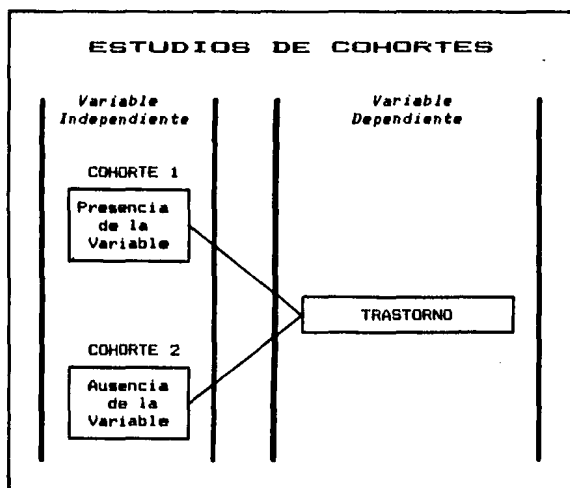 ESTUDIOS DE COHORTES
Variable
Independiente
Variable
Dependiente
COHORTE 1
Presencia
de la
Variable
TRASTORNO
COHORTE 2
Ausencia
de la
Variable